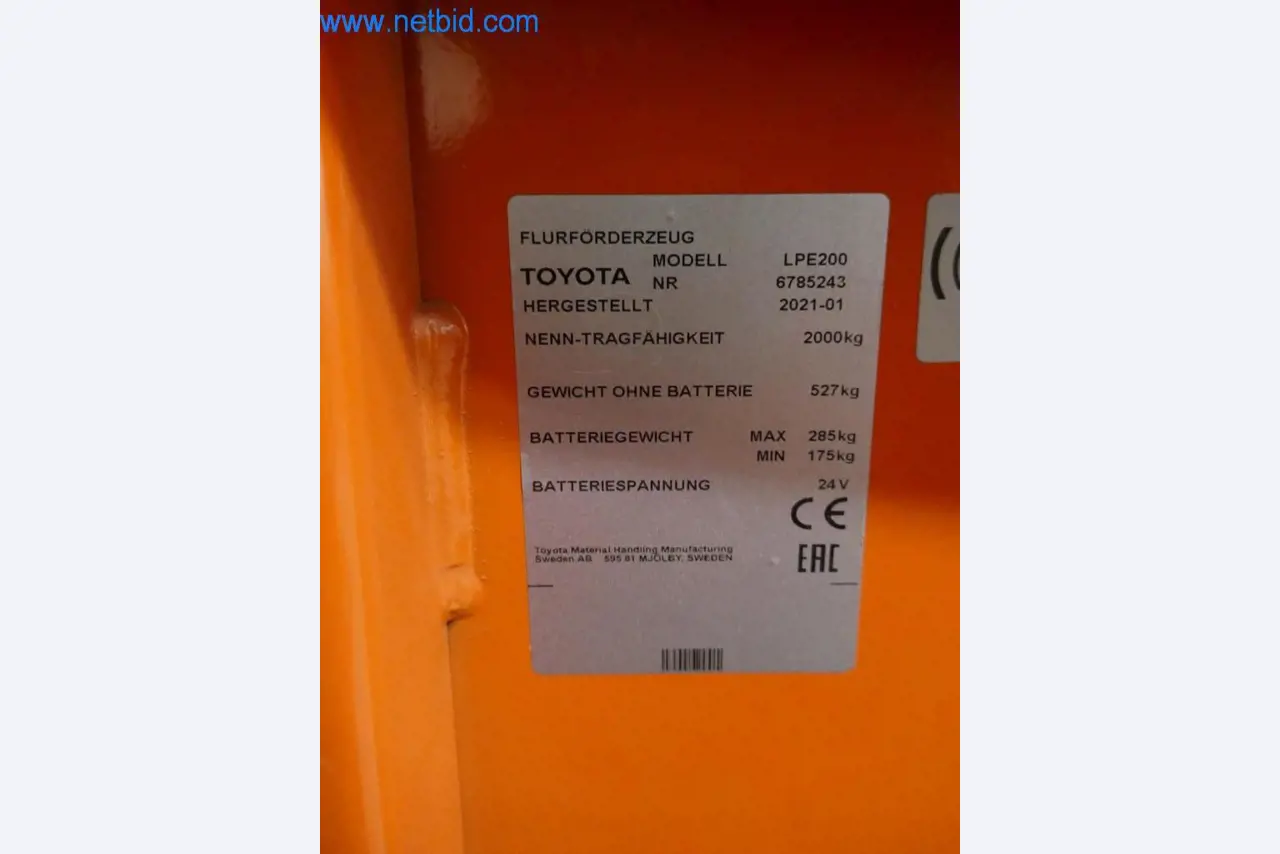 www.netbid.com
FLURFÖRDERZEUG
MODELL LPE200
TOYOTA NR 6785243
HERGESTELLT 2021-01
NENN-TRAGFÄHIGKEIT 2000kg
GEWICHT OHNE BATTERIE 527kg
BATTERIEGEWICHT MAX 285kg
MIN 175kg
BATTERIESPANNUNG 24V
CE
Toyota Material Handling Manufacturing
Sweden AB 595 81 MJÖLBY, SWEDEN
EAC